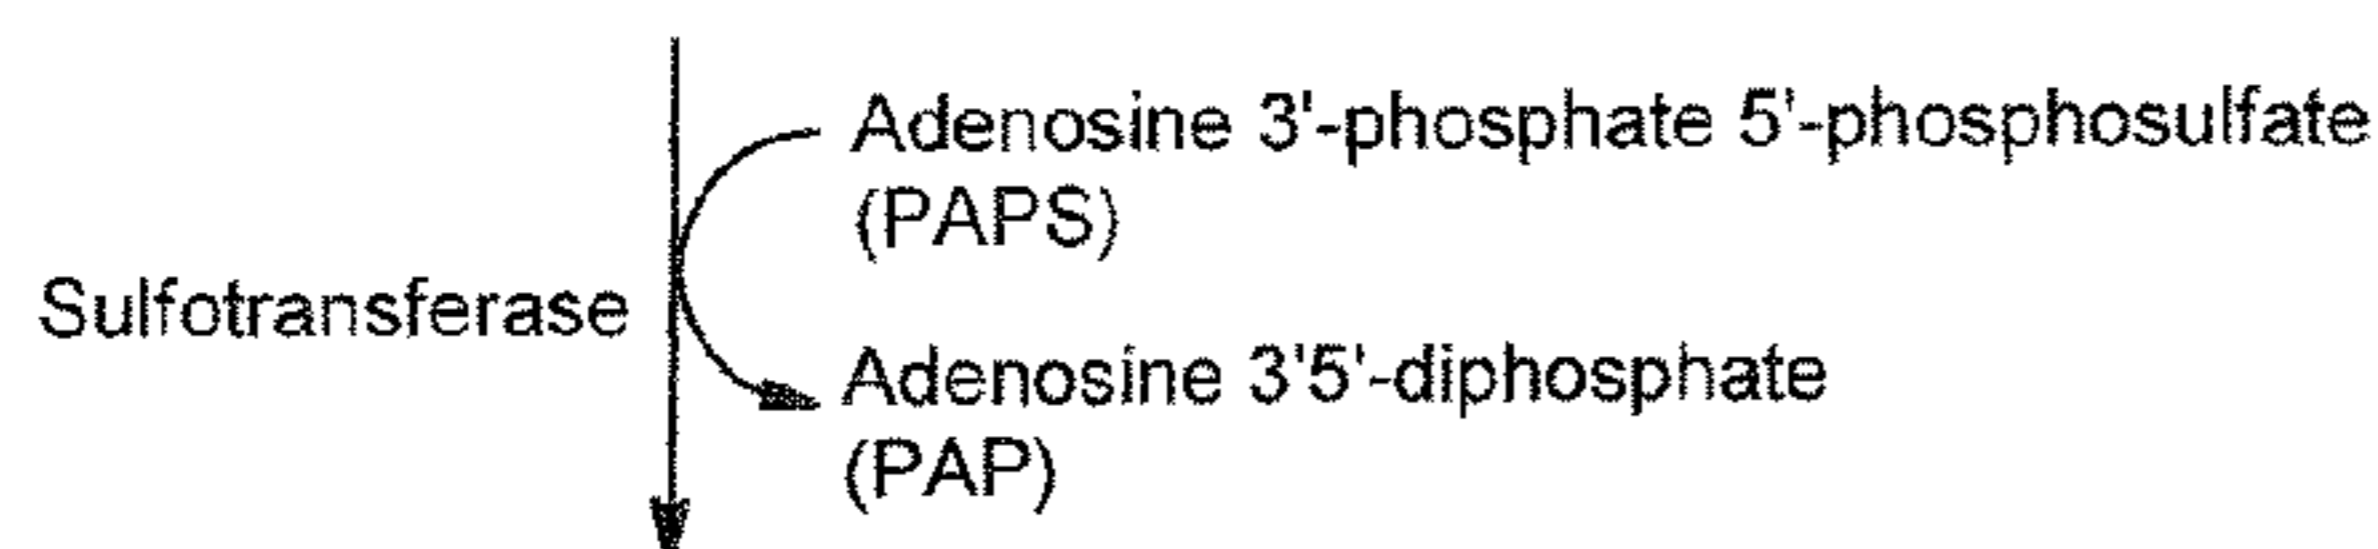 Adenosine 3'-phosphate 5'-phosphosulfate
(PAPS)
Sulfotransferase
Adenosine 3'5'-diphosphate
(PAP)